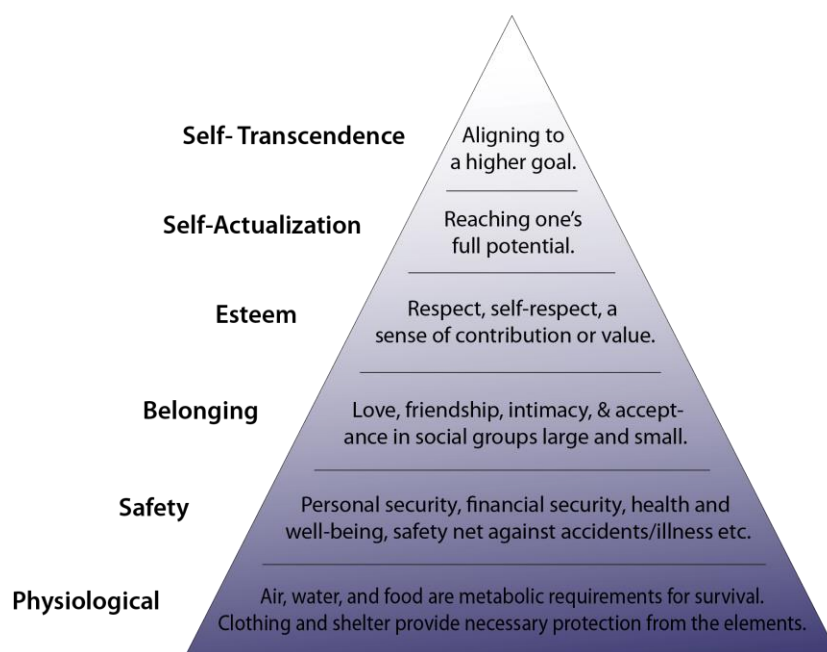 Self- Transcendence
Aligning to
a higher goal.
Self-Actualization
Reaching one's
full potential.
Esteem
Respect, self-respect, a
sense of contribution or value.
Belonging
Love, friendship, intimacy, & accept-
ance in social groups large and small.
Safety
Personal security, financial security, health and
well-being, safety net against accidents/illness etc.
Physiological
Air, water, and food are metabolic requirements for survival.
Clothing and shelter provide necessary protection from the elements.